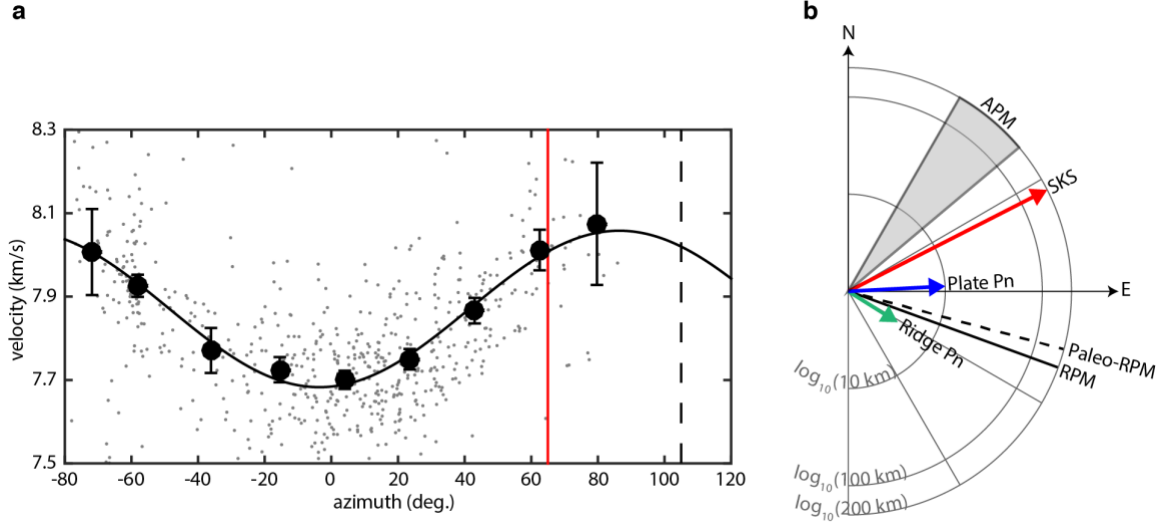 a
8.3
8.1
7.9
7.7
7.5
velocity (km/s)
-80 -60 -40 -20 0 20 40 60 80 100 120
azimuth (deg.)
b
N
APM
SKS
Plate Pn
E
Ridge Pn
Paleo-RPM
RPM
log10(10 km)
log10(100 km)
log10(200 km)